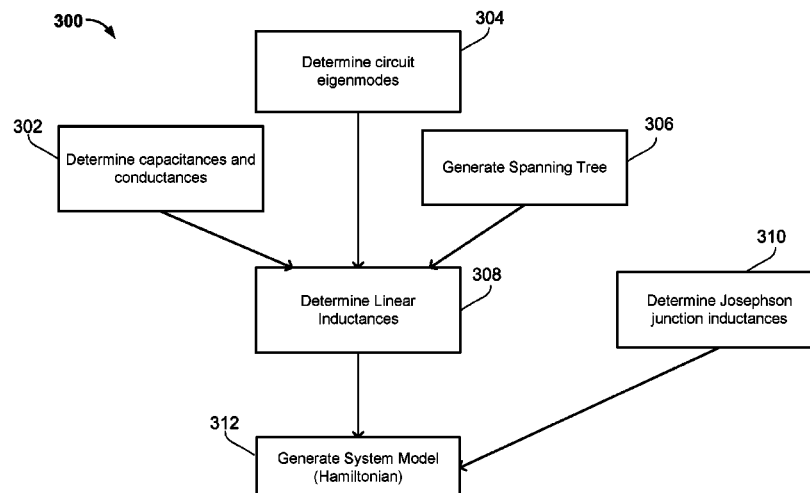 300
304
Determine circuit
eigenmodes
302
Determine capacitances and
conductances
306
Generate Spanning Tree
308
Determine Linear
Inductances
310
Determine Josephson
junction inductances
312
Generate System Model
(Hamiltonian)